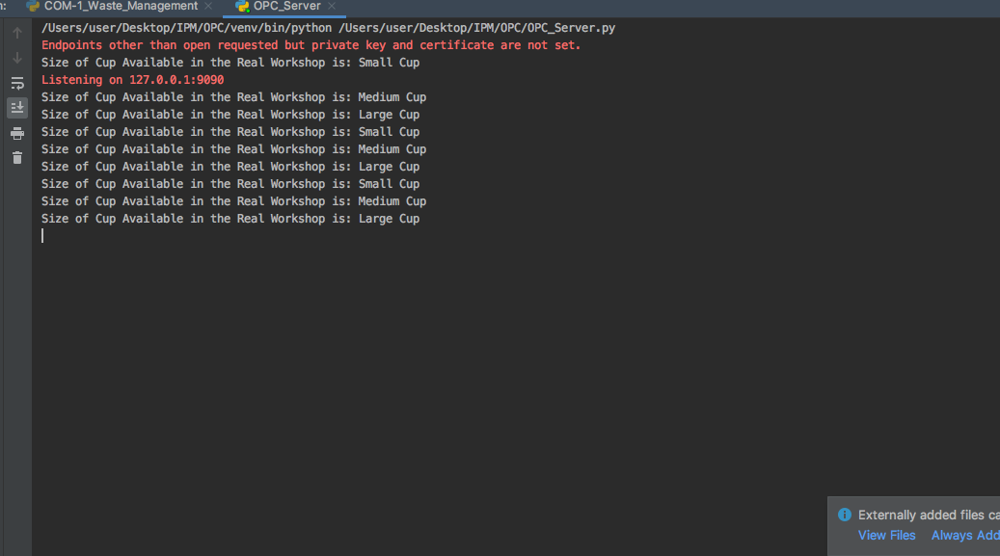 n:
COM-1_Waste_Management
OPC_Server
/Users/user/Desktop/IPM/OPC/venv/bin/python /Users/user/Desktop/IPM/OPC/OPC_Server.py
Endpoints other than open requested but private key and certificate are not set.
Size of Cup Available in the Real Workshop is: Small Cup
Listening on 127.0.0.1:9090
Size of Cup Available in the Real Workshop is: Medium Cup
Size of Cup Available in the Real Workshop is: Large Cup
Size of Cup Available in the Real Workshop is: Small Cup
Size of Cup Available in the Real Workshop is: Medium Cup
Size of Cup Available in the Real Workshop is: Large Cup
Size of Cup Available in the Real Workshop is: Small Cup
Size of Cup Available in the Real Workshop is: Medium Cup
Size of Cup Available in the Real Workshop is: Large Cup
Externally added files ca
View Files Always Add